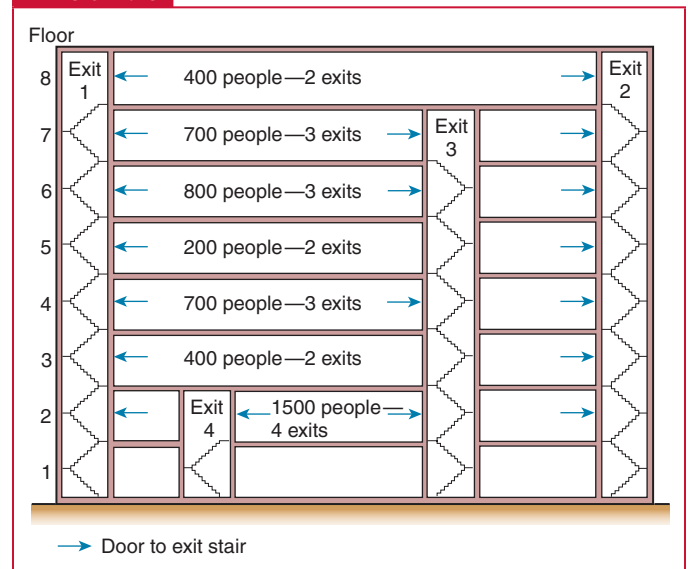 Floor
8
Exit
1
400 people—2 exits
Exit
2
7
700 people—3 exits
Exit
3
6
800 people—3 exits
5
200 people—2 exits
4
700 people—3 exits
3
400 people—2 exits
2
Exit
4
1500 people—
4 exits
1
Door to exit stair